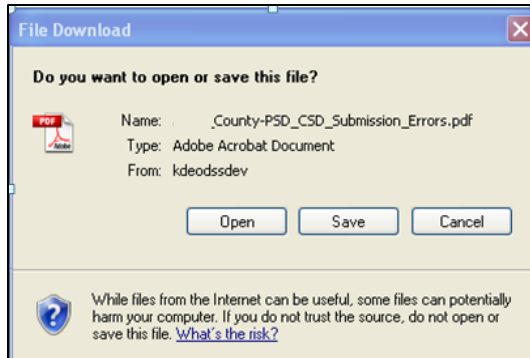 File Download
Do you want to open or save this file?
PDF
Adobe
Name: _County-PSD_CSD_Submission_Errors.pdf
Type: Adobe Acrobat Document
From: kdeodssdev
Open Save Cancel
While files from the Internet can be useful, some files can potentially
harm your computer. If you do not trust the source, do not open or
save this file. What's the risk?